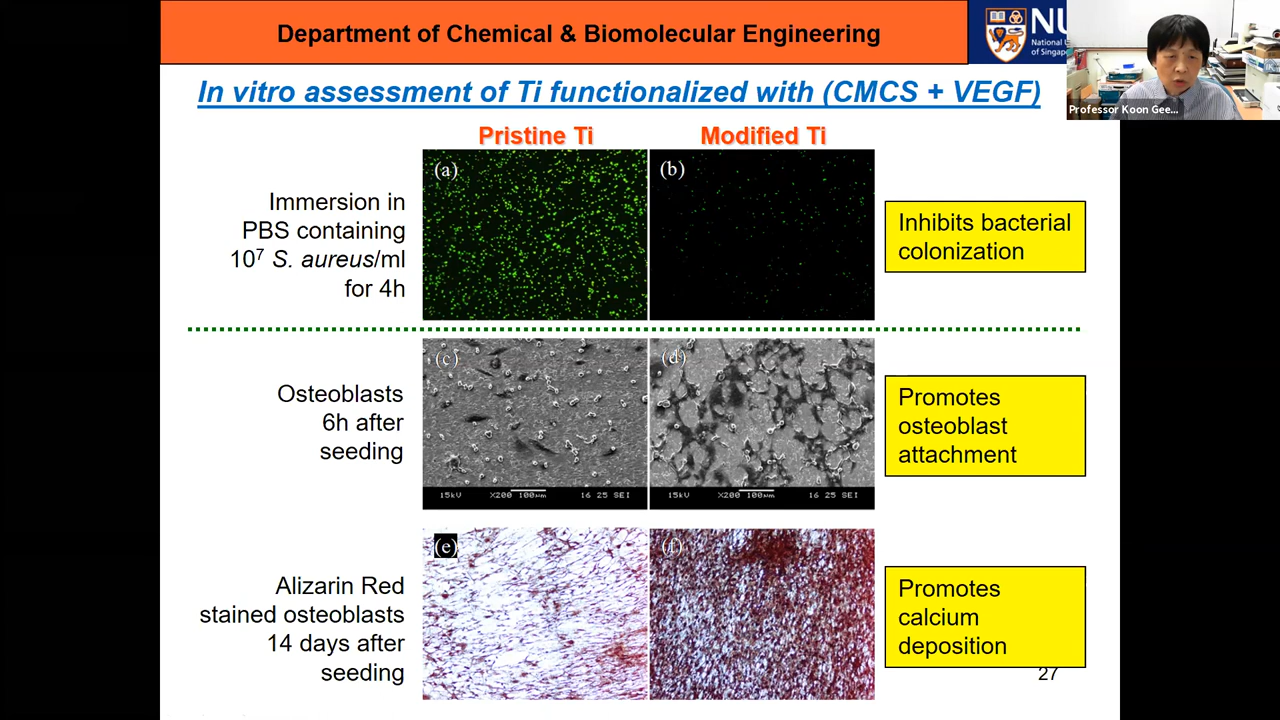 Department of Chemical & Biomolecular Engineering
NU
National U
of Singap
Professor Koon Gee...
In vitro assessment of Ti functionalized with (CMCS + VEGF)
Pristine Ti
Modified Ti
Immersion in
PBS containing
10⁷ S. aureus/ml
for 4h
(a)
(b)
Inhibits bacterial
colonization
Osteoblasts
6h after
seeding
(c)
(d)
15kV X200 100µm 16 25 SEI
15kV X200 100µm 16 25 SEI
Promotes
osteoblast
attachment
Alizarin Red
stained osteoblasts
14 days after
seeding
(e)
(f)
Promotes
calcium
deposition
27